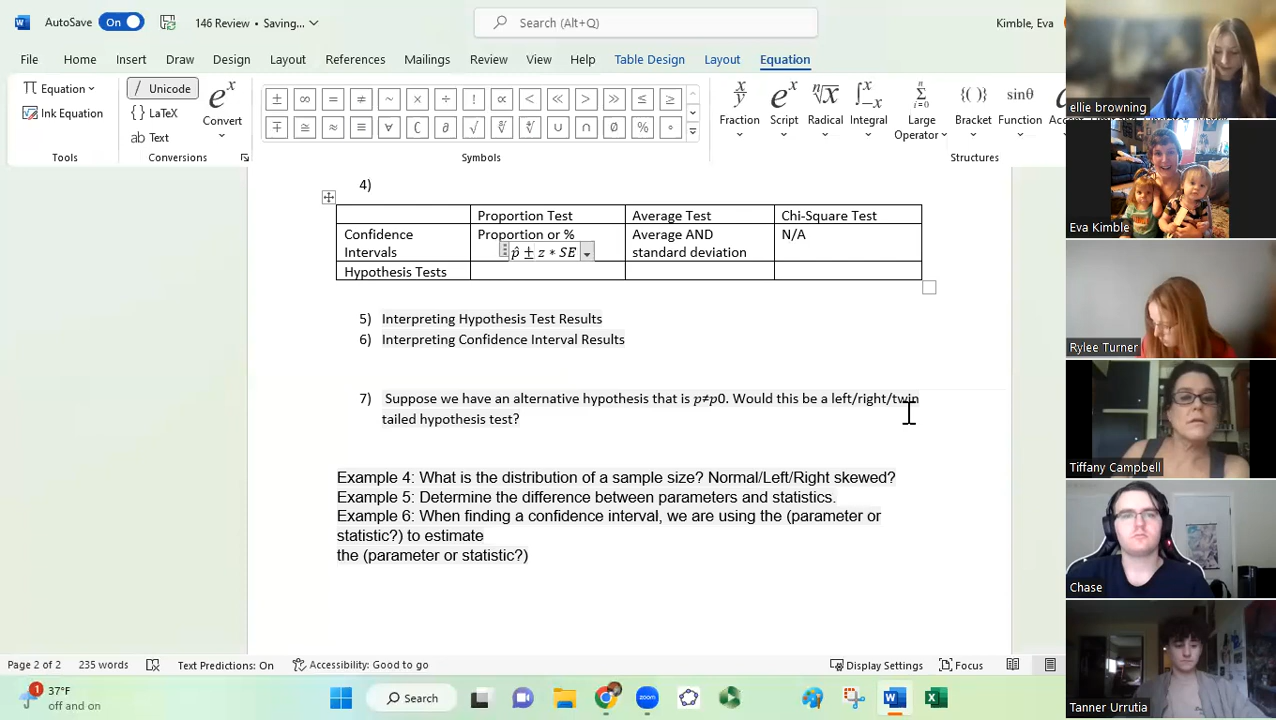 AutoSave On 146 Review • Saving... Search (Alt+Q) Kimble, Eva
File Home Insert Draw Design Layout References Mailings Review View Help Table Design Layout Equation
Equation Unicode
Ink Equation LaTeX Convert Fraction Script Radical Integral Large Operator Bracket Function
Text
Tools Conversions Symbols Structures
± ∞ = ≠ ~ × ÷ ! ∝ < ≪ > ≫ ≤ ≥
∓ ≅ ≈ ≡ ∀ ∁ ∂ √ ∛ ∜ ∪ ∩ ∅ % °
4)
Proportion Test Average Test Chi-Square Test
Confidence Intervals Proportion or % p̂ ± z * SE Average AND standard deviation N/A
Hypothesis Tests
5) Interpreting Hypothesis Test Results
6) Interpreting Confidence Interval Results
7) Suppose we have an alternative hypothesis that is p≠p0. Would this be a left/right/twin
tailed hypothesis test?
Example 4: What is the distribution of a sample size? Normal/Left/Right skewed?
Example 5: Determine the difference between parameters and statistics.
Example 6: When finding a confidence interval, we are using the (parameter or
statistic?) to estimate
the (parameter or statistic?)
Page 2 of 2 235 words Text Predictions: On Accessibility: Good to go Display Settings Focus
1 37°F
off and on
Search
zoom
ellie browning
Eva Kimble
Rylee Turner
Tiffany Campbell
Chase
Tanner Urrutia